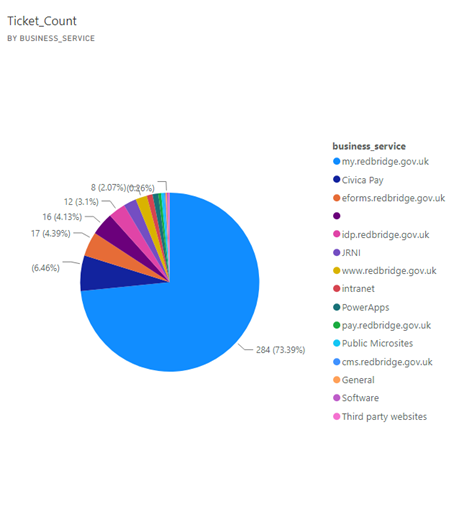 Ticket_Count
BY BUSINESS_SERVICE
8 (2.07%)
(0.26%)
12 (3.1%)
16 (4.13%)
17 (4.39%)
(6.46%)
284 (73.39%)
business_service
my.redbridge.gov.uk
Civica Pay
eforms.redbridge.gov.uk
idp.redbridge.gov.uk
JRNI
www.redbridge.gov.uk
intranet
PowerApps
pay.redbridge.gov.uk
Public Microsites
cms.redbridge.gov.uk
General
Software
Third party websites